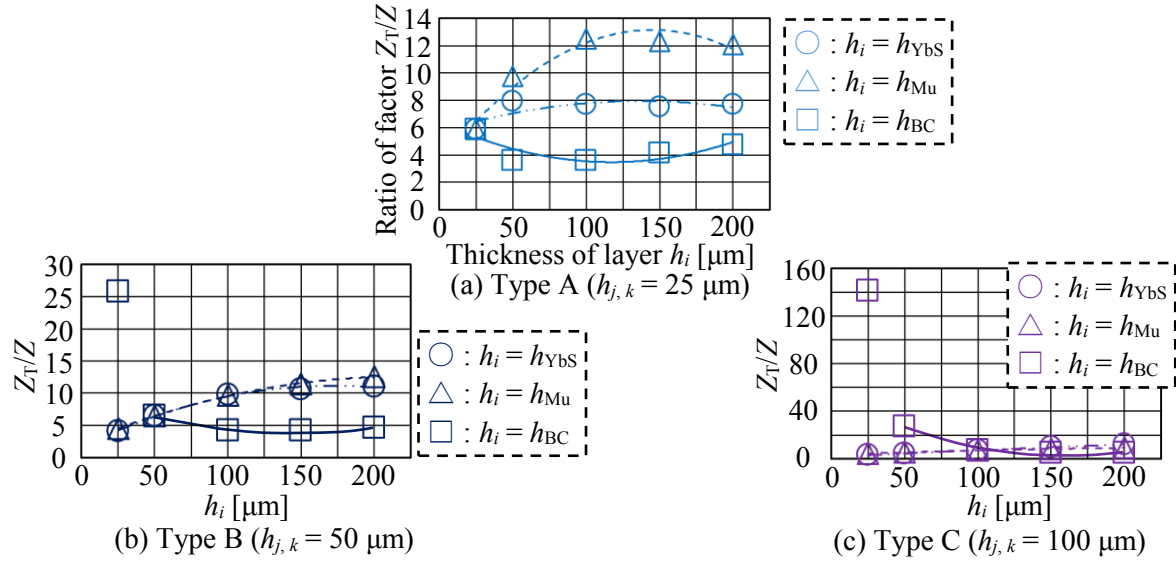 Ratio of factor Z_T/Z
14
12
10
8
6
4
2
0
0 50 100 150 200
Thickness of layer h_i [μm]
: h_i = h_YbS
: h_i = h_Mu
: h_i = h_BC
(a) Type A (h_j, k = 25 μm)
Z_T/Z
30
25
20
15
10
5
0
0 50 100 150 200
h_i [μm]
: h_i = h_YbS
: h_i = h_Mu
: h_i = h_BC
(b) Type B (h_j, k = 50 μm)
Z_T/Z
160
120
80
40
0
0 50 100 150 200
h_i [μm]
: h_i = h_YbS
: h_i = h_Mu
: h_i = h_BC
(c) Type C (h_j, k = 100 μm)